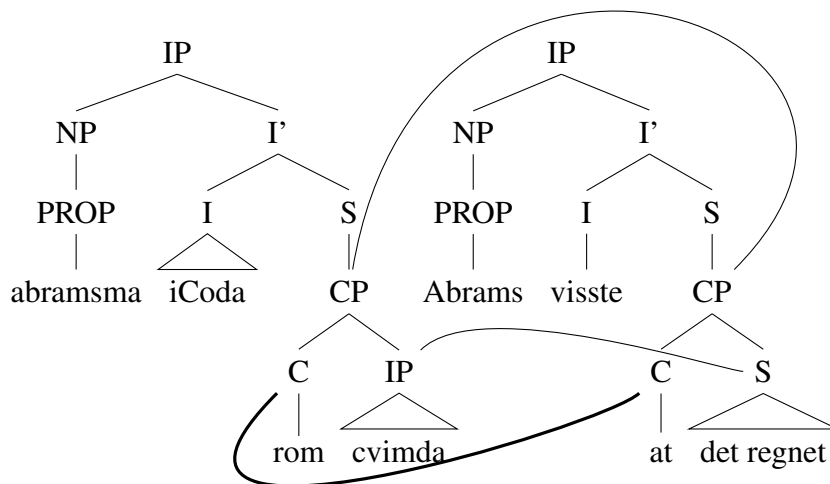 IP IP
NP I' NP I'
PROP I S PROP I S
abramsma iCoda CP Abrams visste CP
C IP C S
rom cvimda at det regnet